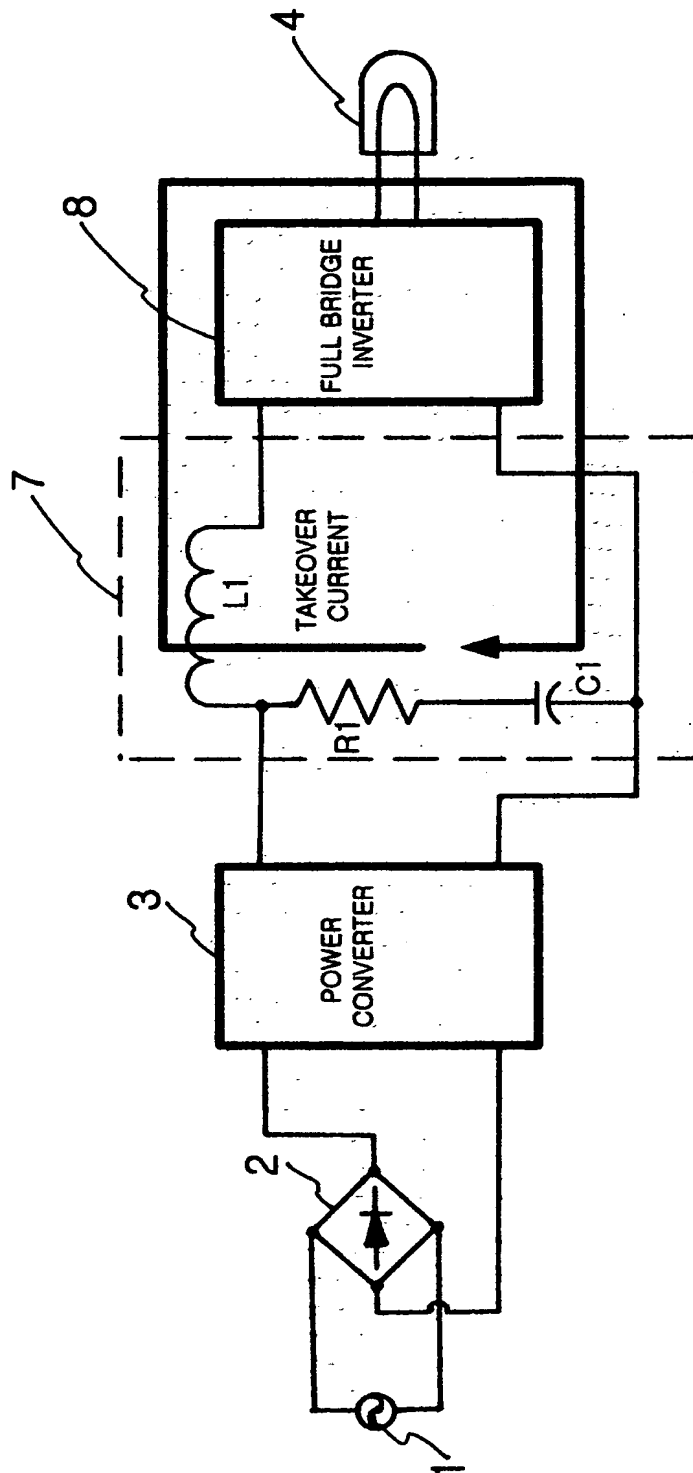 7
8
4
3
2
1
L1
R1
C1
TAKEOVER
CURRENT
FULL BRIDGE
INVERTER
POWER
CONVERTER